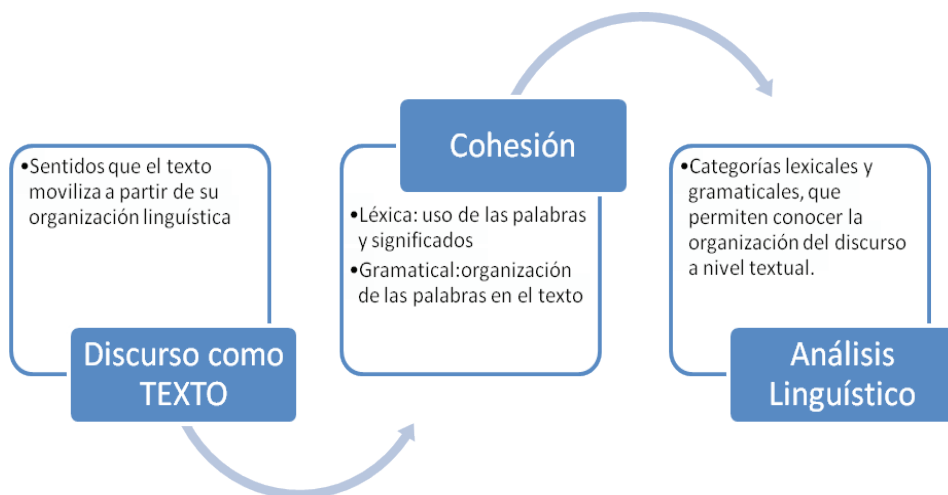 •Sentidos que el texto
moviliza a partir de su
organización linguística
Discurso como
TEXTO
Cohesión
•Léxica: uso de las palabras
y significados
•Gramatical:organización
de las palabras en el texto
•Categorías lexicales y
gramaticales, que
permiten conocer la
organización del discurso
a nivel textual.
Análisis
Linguístico